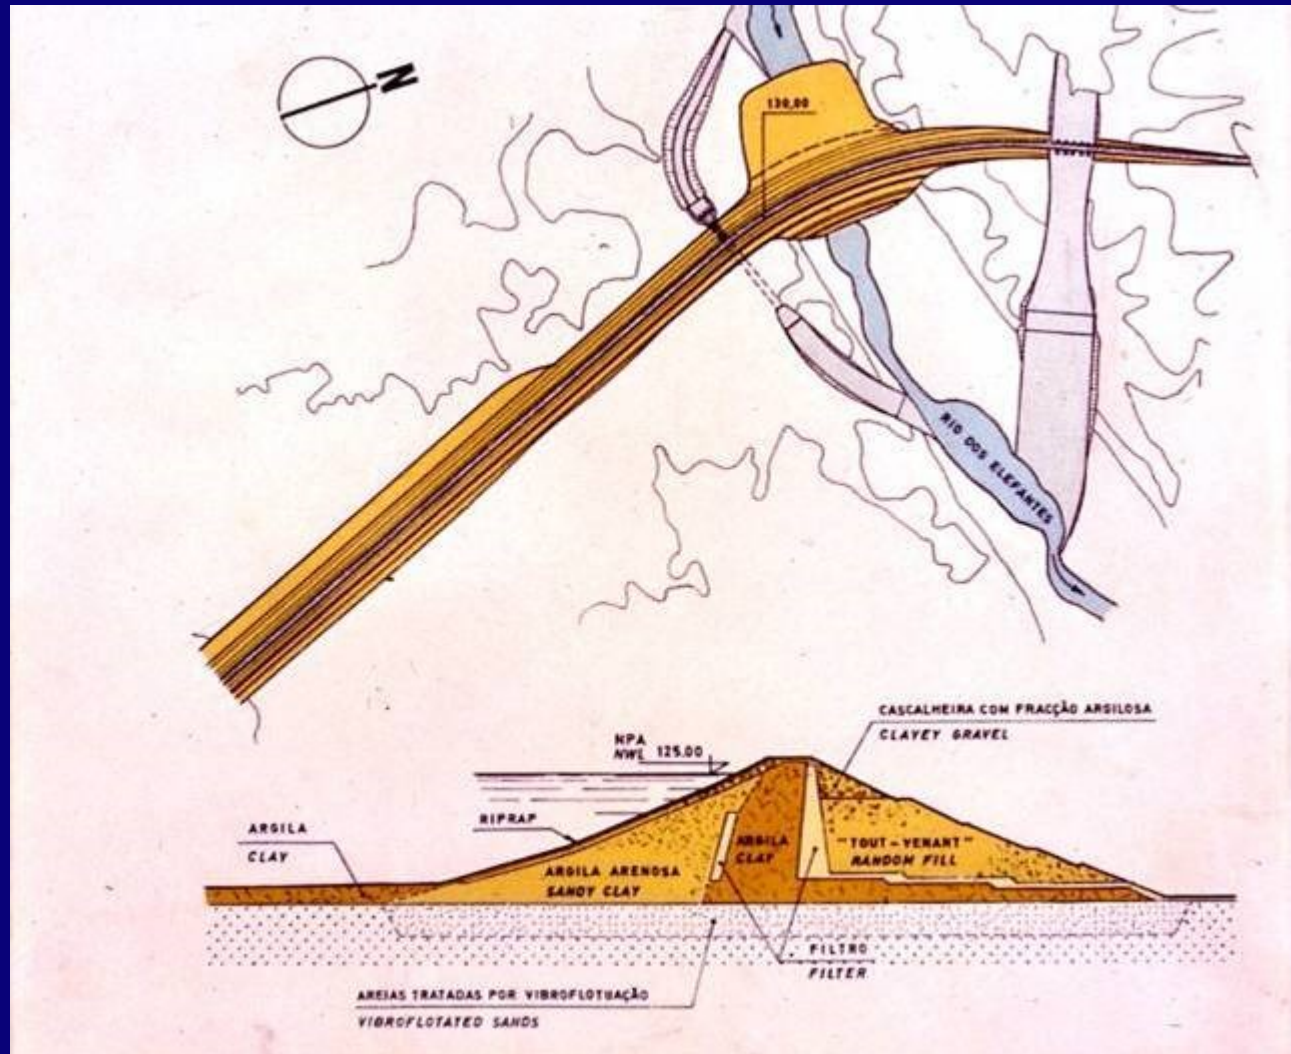 N
130,00
RIO DOS ELEFANTES
CASCALHEIRA COM FRACÇÃO ARGILOSA
CLAYEY GRAVEL
NPA
NWL 125.00
RIPRAP
ARGILA
CLAY
ARGILA
CLAY
"TOUT-VENANT"
RANDOM FILL
ARGILA ARENOSA
SANDY CLAY
FILTRO
FILTER
AREIAS TRATADAS POR VIBROFLOTUAÇÃO
VIBROFLOTATED SANDS